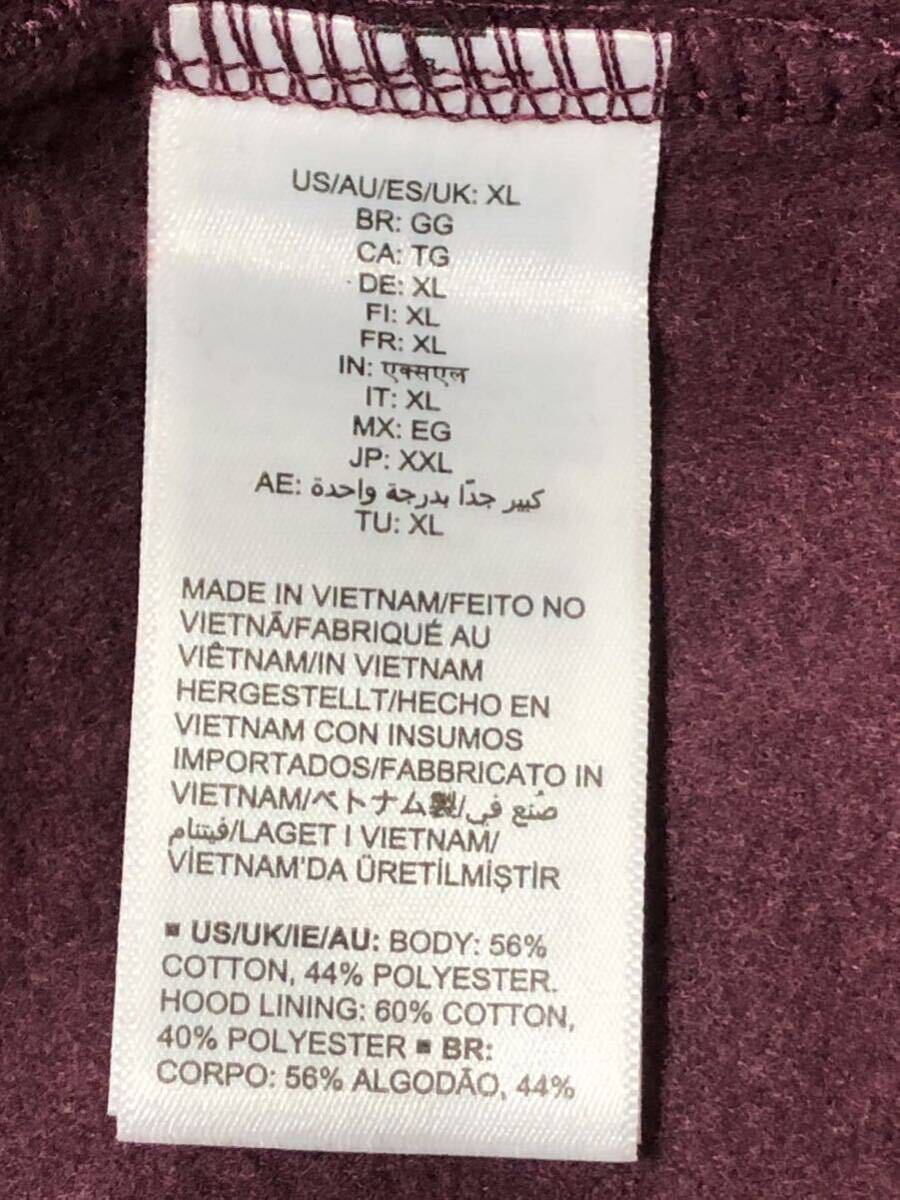 US/AU/ES/UK: XL
BR: GG
CA: TG
DE: XL
FI: XL
FR: XL
IN: एक्सएल
IT: XL
MX: EG
JP: XXL
AE: كبير جدًا بدرجة واحدة
TU: XL
MADE IN VIETNAM/FEITO NO
VIETNÃ/FABRIQUÉ AU
VIÊTNAM/IN VIETNAM
HERGESTELLT/HECHO EN
VIETNAM CON INSUMOS
IMPORTADOS/FABBRICATO IN
VIETNAM/ベトナム製/صُنع في
فيتنام/LAGET I VIETNAM/
VİETNAM'DA ÜRETİLMİŞTİR
▪ US/UK/IE/AU: BODY: 56%
COTTON, 44% POLYESTER.
HOOD LINING: 60% COTTON,
40% POLYESTER ▪ BR:
CORPO: 56% ALGODÃO, 44%